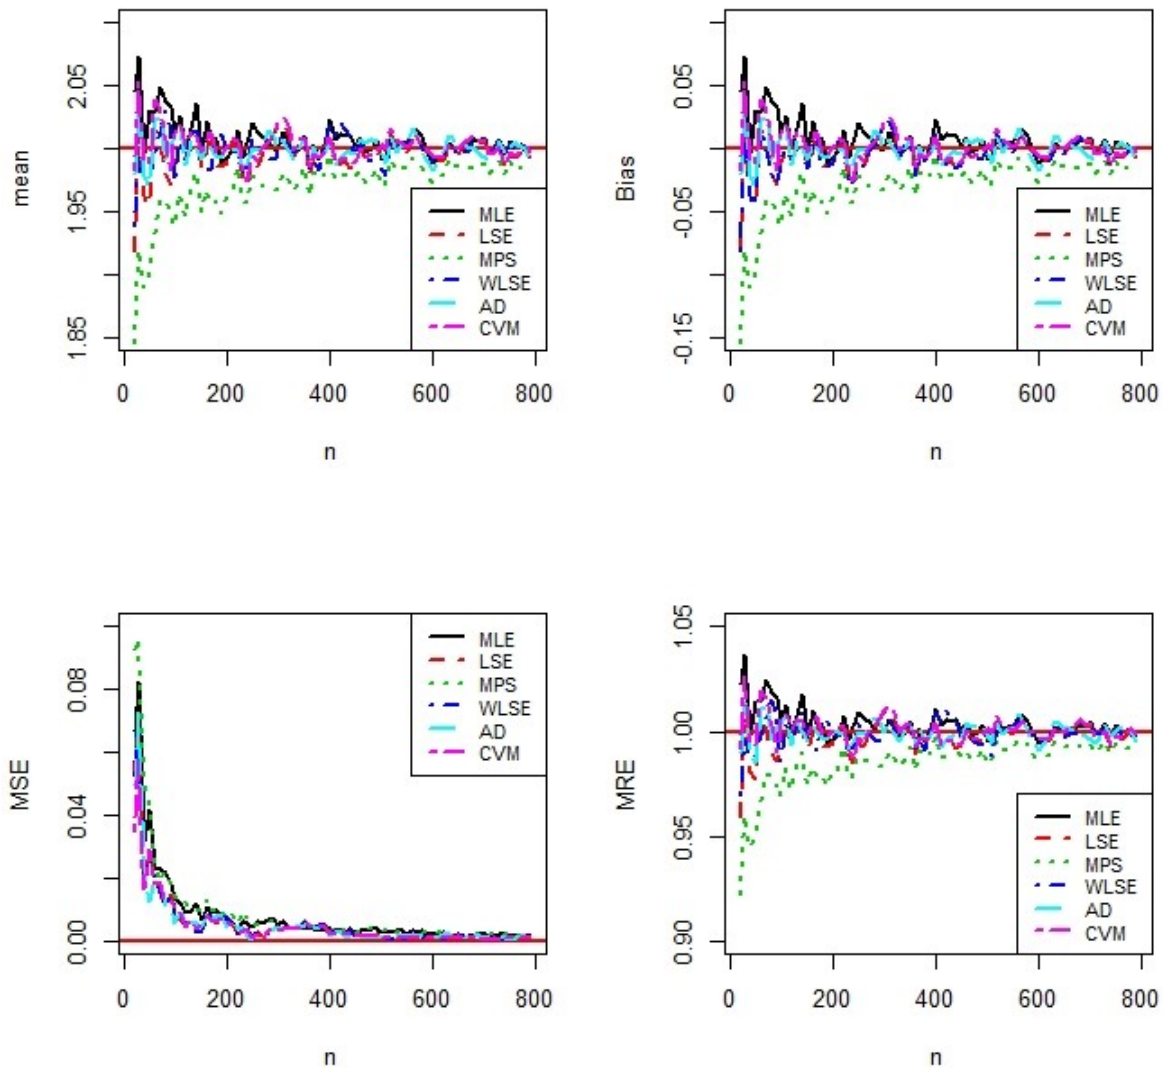 mean
2.05
1.95
1.85
0 200 400 600 800
n
MLE
LSE
MPS
WLSE
AD
CVM
Bias
0.05
-0.05
-0.15
0 200 400 600 800
n
MLE
LSE
MPS
WLSE
AD
CVM
MSE
0.08
0.04
0.00
0 200 400 600 800
n
MLE
LSE
MPS
WLSE
AD
CVM
MRE
1.05
1.00
0.95
0.90
0 200 400 600 800
n
MLE
LSE
MPS
WLSE
AD
CVM